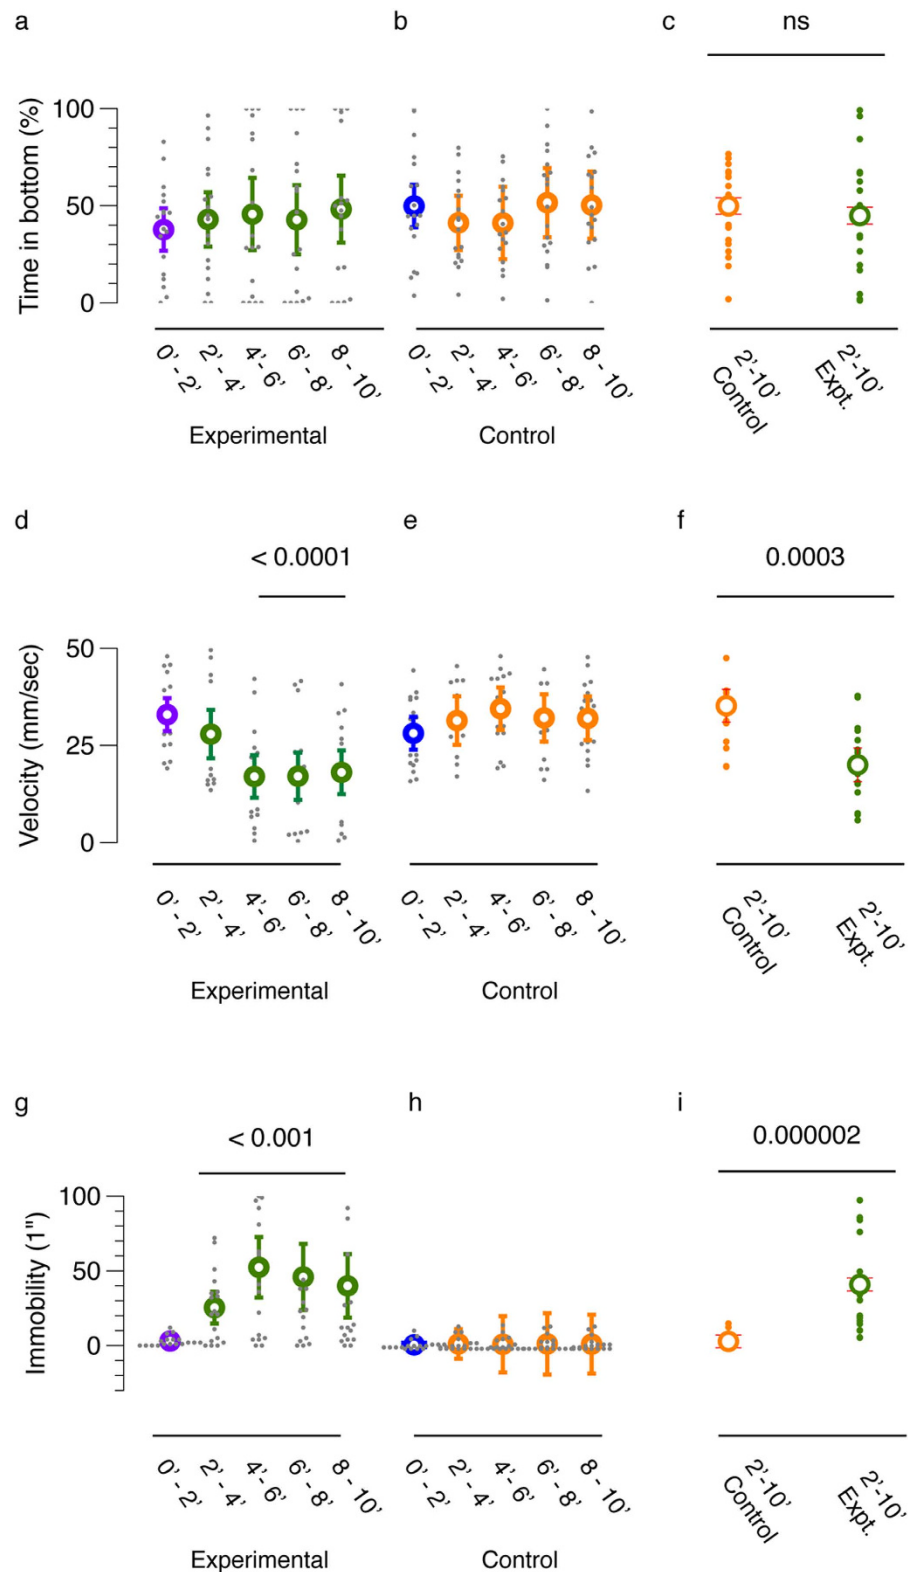 a
b
c
ns
Time in bottom (%)
100
50
0
0' - 2'
2' - 4'
4' - 6'
6' - 8'
8 - 10'
0' - 2'
2' - 4'
4' - 6'
6' - 8'
8 - 10'
2'-10'
Control
2'-10'
Expt.
Experimental
Control
d
e
f
< 0.0001
0.0003
Velocity (mm/sec)
50
25
0
0' - 2'
2' - 4'
4' - 6'
6' - 8'
8 - 10'
0' - 2'
2' - 4'
4' - 6'
6' - 8'
8 - 10'
2'-10'
Control
2'-10'
Expt.
Experimental
Control
g
h
i
< 0.001
0.000002
Immobility (1")
100
50
0
0' - 2'
2' - 4'
4' - 6'
6' - 8'
8 - 10'
0' - 2'
2' - 4'
4' - 6'
6' - 8'
8 - 10'
2'-10'
Control
2'-10'
Expt.
Experimental
Control